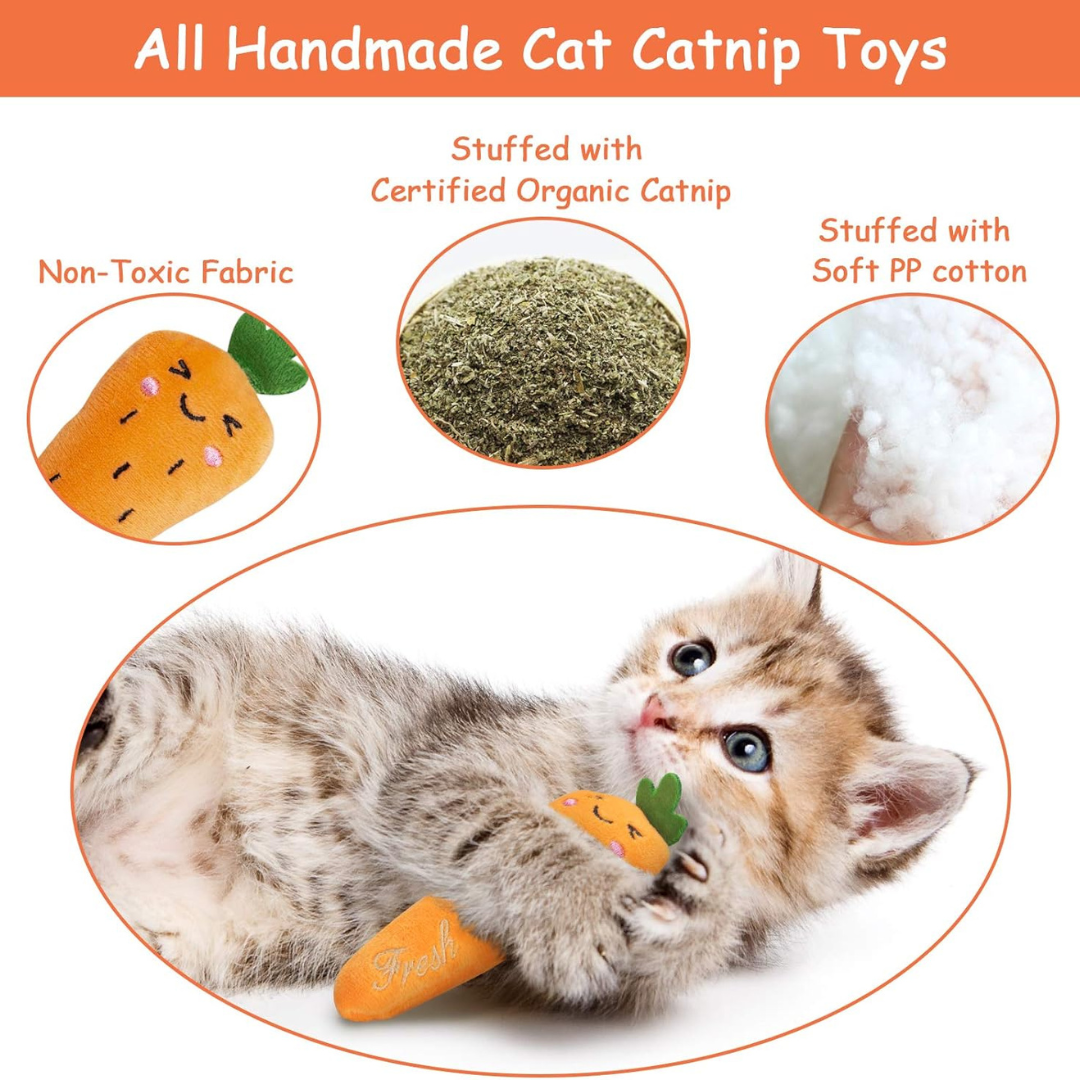 All Handmade Cat Catnip Toys
Stuffed with
Certified Organic Catnip
Stuffed with
Soft PP cotton
Non-Toxic Fabric
Fresh